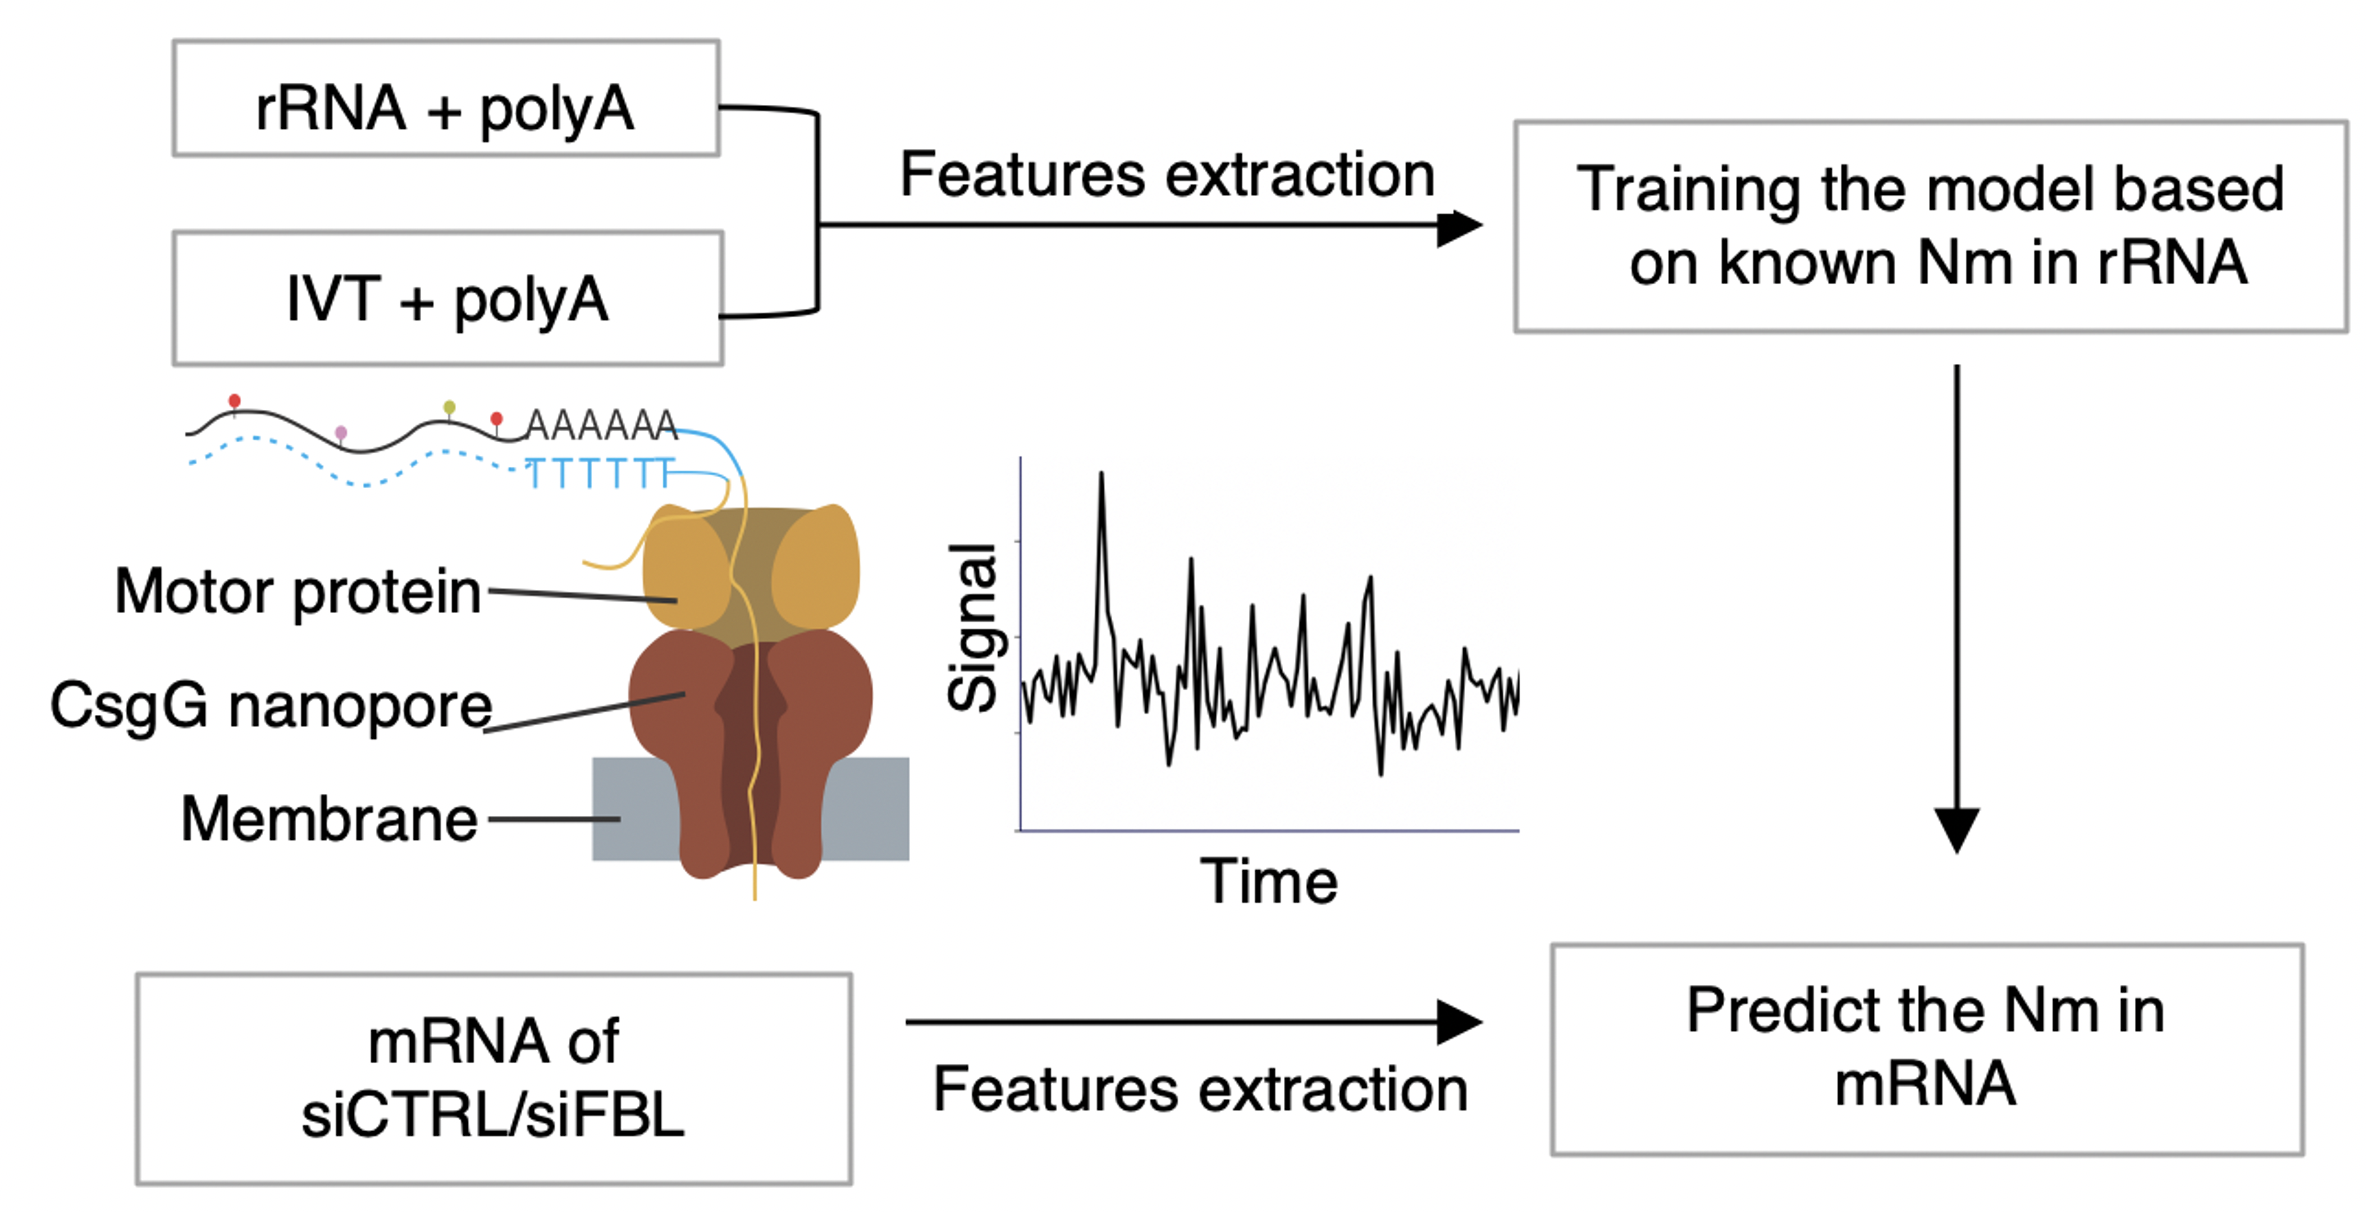 rRNA + polyA
IVT + polyA
Features extraction
Training the model based
on known Nm in rRNA
AAAAAA
TTTTTT
Motor protein
CsgG nanopore
Membrane
Signal
Time
mRNA of
siCTRL/siFBL
Features extraction
Predict the Nm in
mRNA